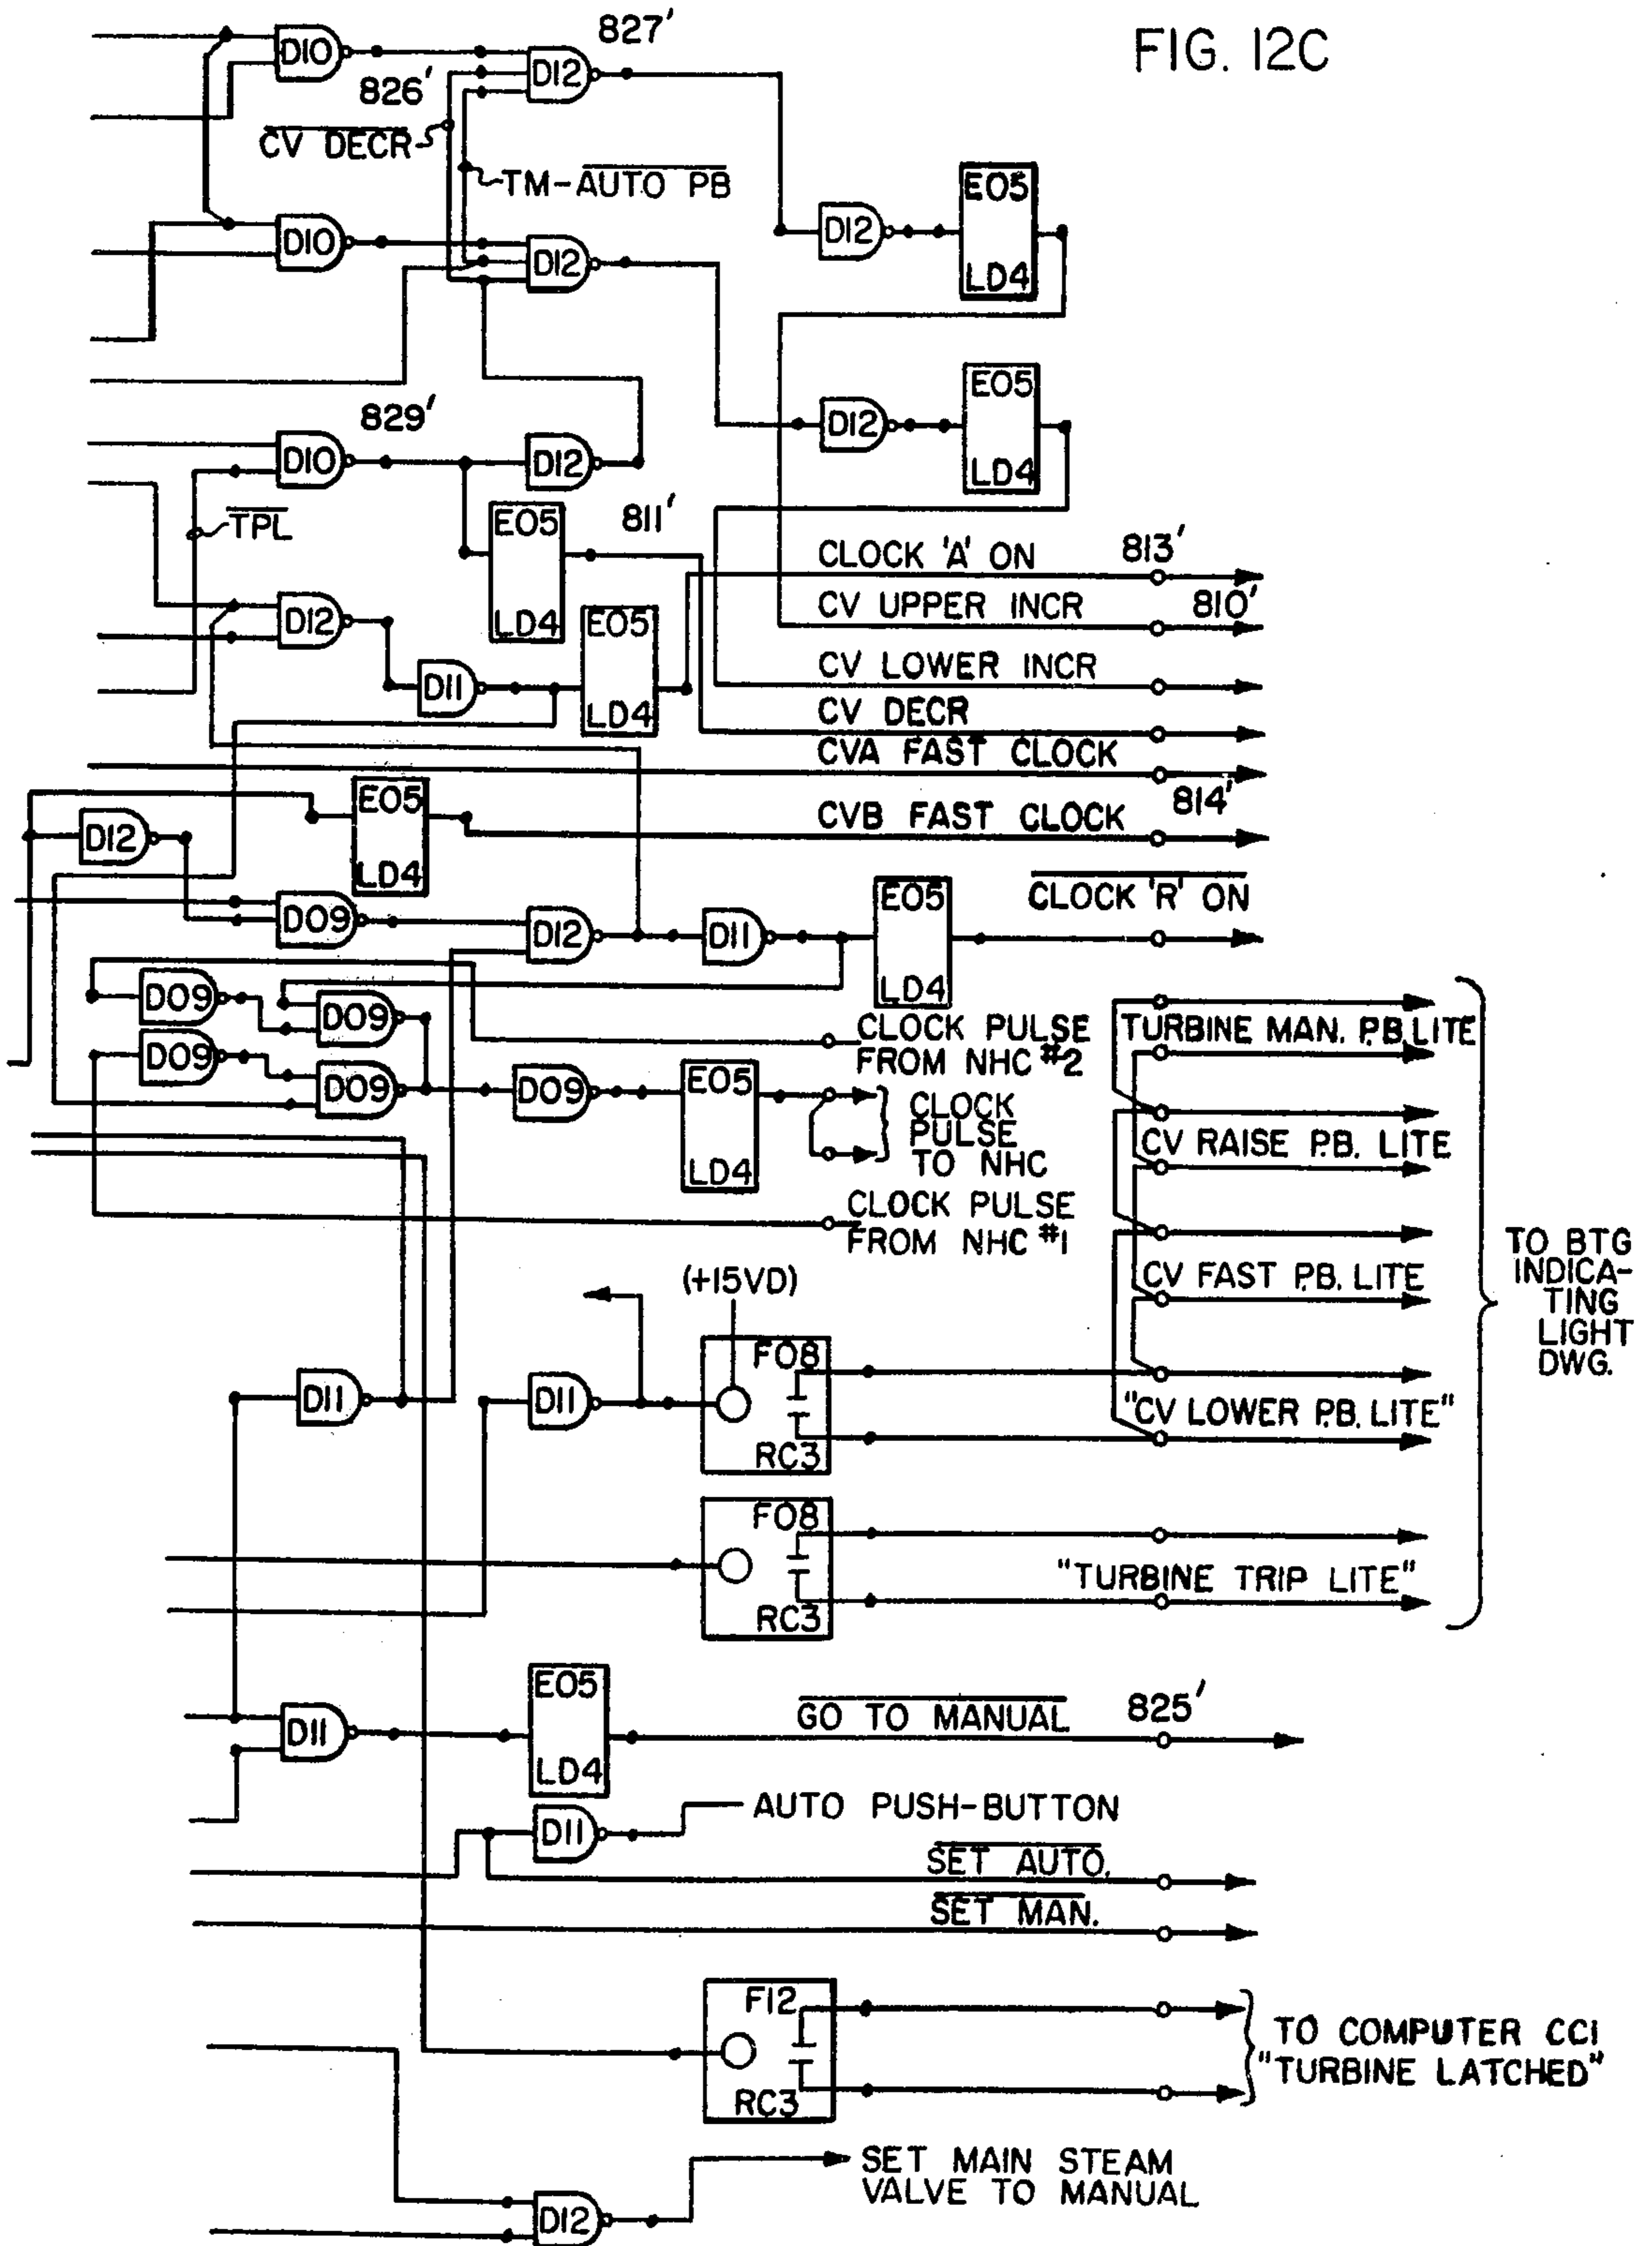 FIG. 12C
827'
D10
D12
826'
CV DECR
TM-AUTO PB
E05
D12
LD4
D10
D12
E05
829'
D12
D10
D12
LD4
E05
811'
TPL
CLOCK 'A' ON
813'
CV UPPER INCR
810'
D12
LD4
E05
CV LOWER INCR
D11
LD4
CV DECR
CVA FAST CLOCK
E05
814'
CVB FAST CLOCK
D12
LD4
E05
CLOCK 'R' ON
D09
D12
D11
LD4
D09
D09
CLOCK PULSE
FROM NHC #2
TURBINE MAN. P.B. LITE
D09
D09
D09
E05
CLOCK
PULSE
TO NHC
CV RAISE P.B. LITE
LD4
CLOCK PULSE
FROM NHC #1
TO BTG
INDICA-
TING
LIGHT
DWG.
(+15VD)
CV FAST P.B. LITE
F08
D11
D11
"CV LOWER P.B. LITE"
RC3
F08
"TURBINE TRIP LITE"
RC3
E05
GO TO MANUAL
825'
D11
LD4
AUTO PUSH-BUTTON
D11
SET AUTO.
SET MAN.
F12
TO COMPUTER CCI
"TURBINE LATCHED"
RC3
SET MAIN STEAM
VALVE TO MANUAL
D12